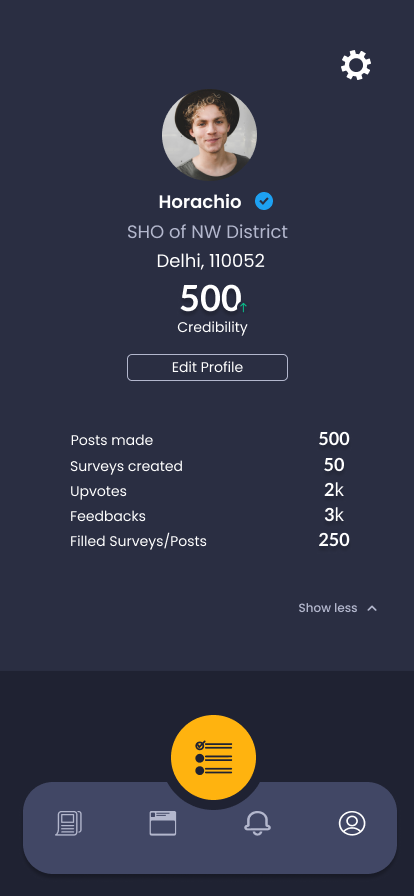 Horachio
SHO of NW District
Delhi, 110052
500↑
Credibility
Edit Profile
Posts made 500
Surveys created 50
Upvotes 2k
Feedbacks 3k
Filled Surveys/Posts 250
Show less